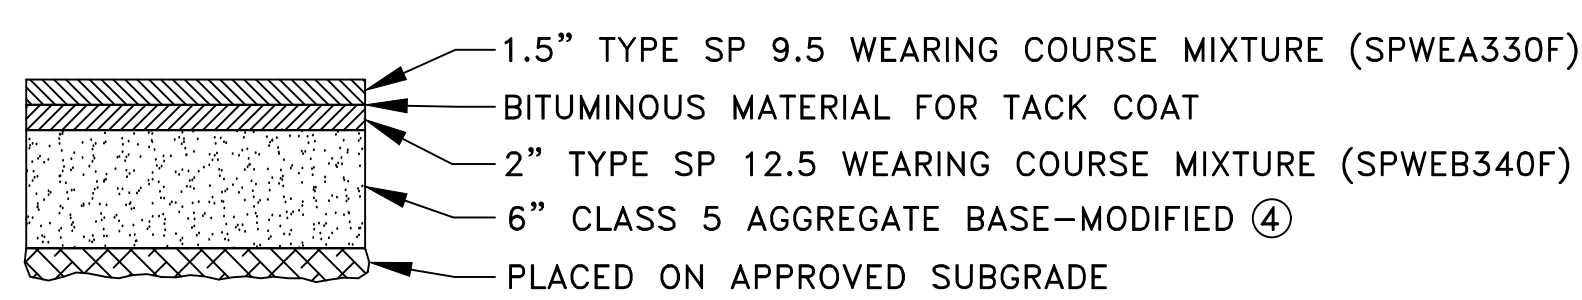 1.5” TYPE SP 9.5 WEARING COURSE MIXTURE (SPWEA330F)
BITUMINOUS MATERIAL FOR TACK COAT
2” TYPE SP 12.5 WEARING COURSE MIXTURE (SPWEB340F)
6” CLASS 5 AGGREGATE BASE-MODIFIED ④
PLACED ON APPROVED SUBGRADE